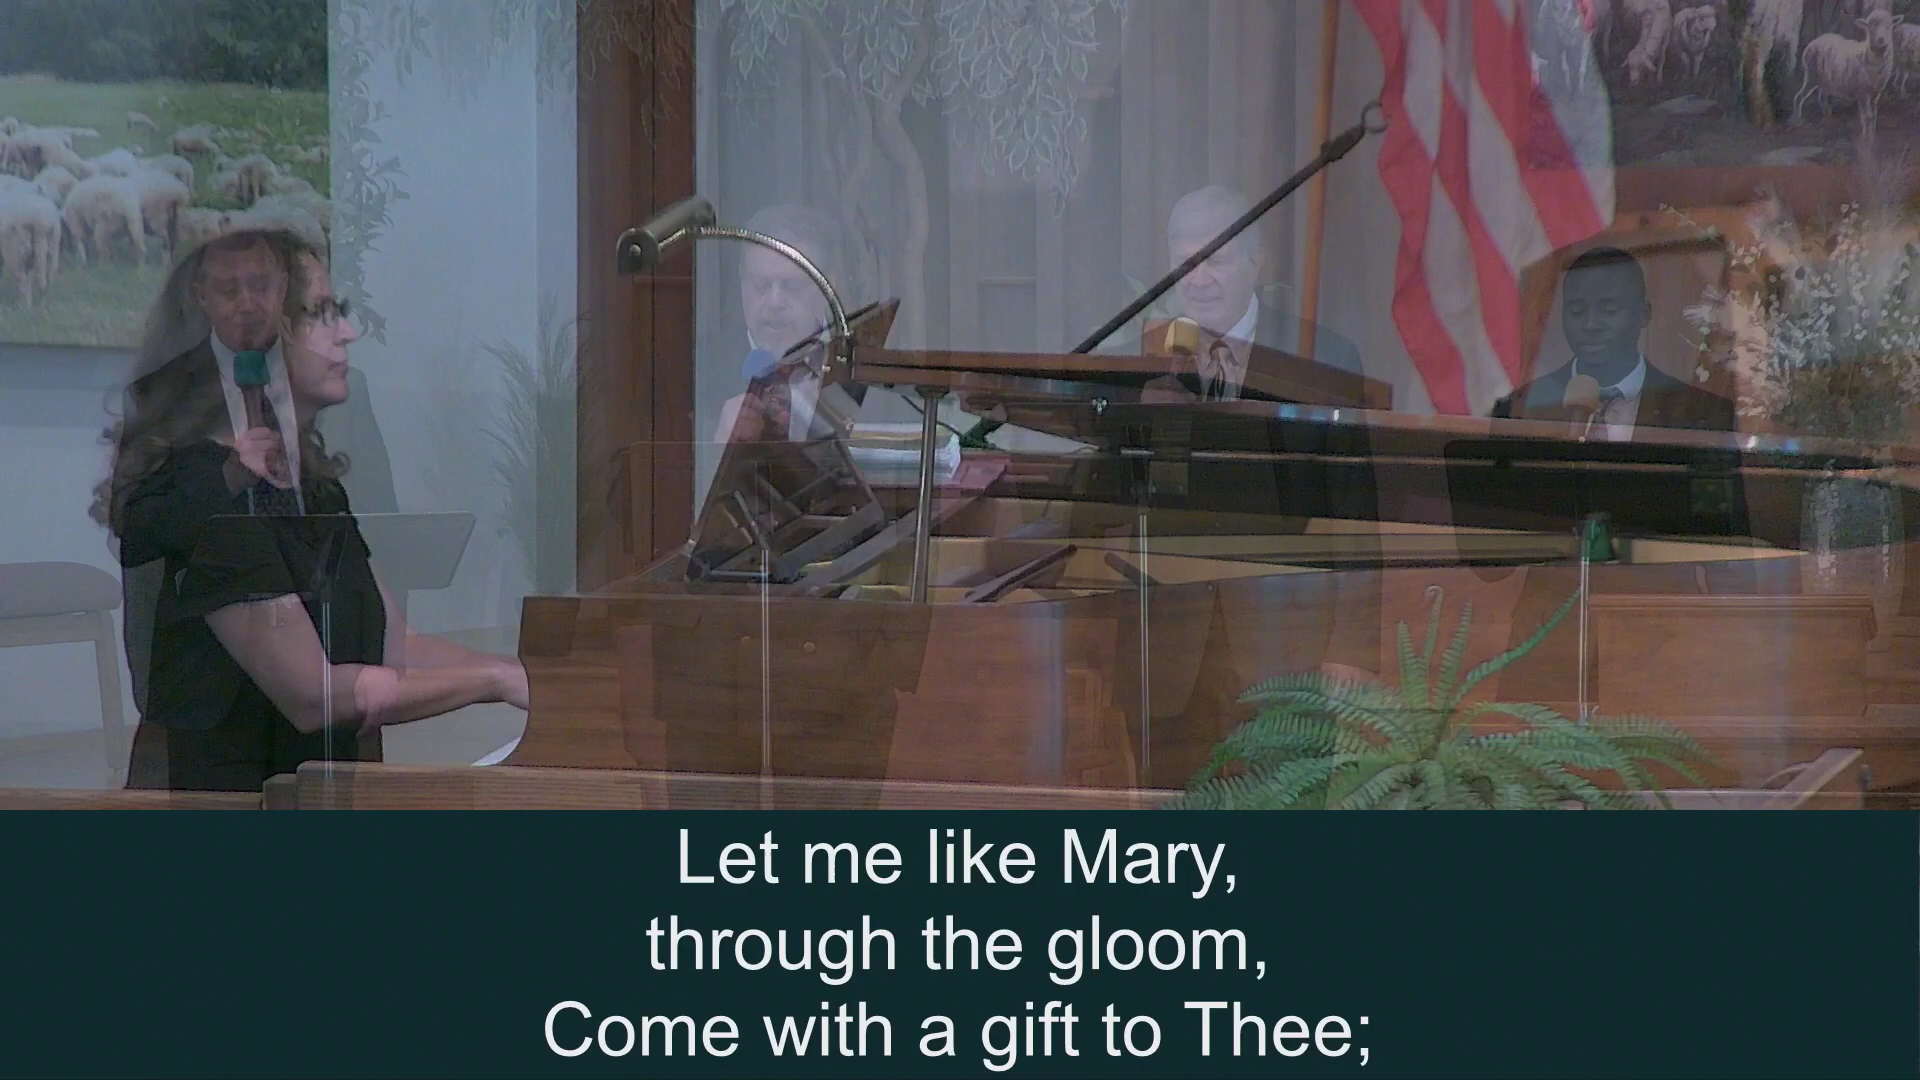 Let me like Mary,
through the gloom,
Come with a gift to Thee;